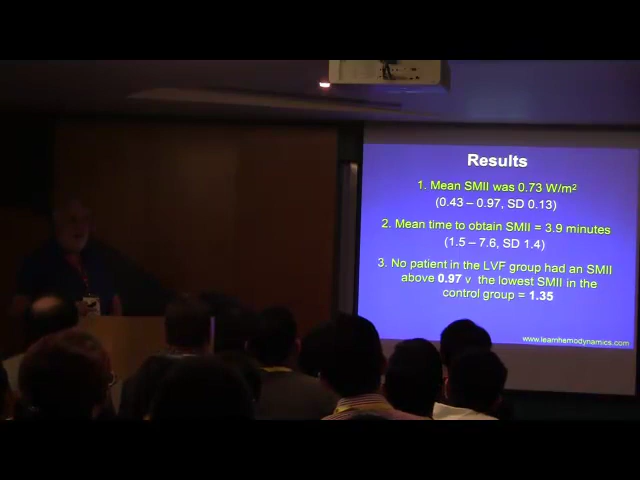 Results
1. Mean SMII was 0.73 W/m²
(0.43 – 0.97, SD 0.13)
2. Mean time to obtain SMII = 3.9 minutes
(1.5 – 7.6, SD 1.4)
3. No patient in the LVF group had an SMII
above 0.97 v the lowest SMII in the
control group = 1.35
www.learnhemodynamics.com